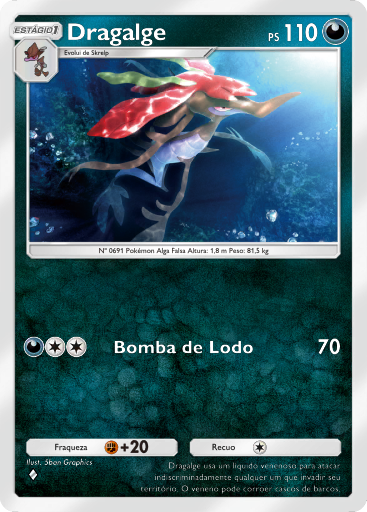 ESTÁGIO 1
Dragalge
PS 110
Evolui de Skrelp
Nº 0691 Pokémon Alga Falsa Altura: 1,8 m Peso: 81,5 kg
Bomba de Lodo 70
Fraqueza +20
Recuo
Ilust. 5ban Graphics
Dragalge usa um líquido venenoso para atacar
indiscriminadamente qualquer um que invadir seu
território. O veneno pode corroer cascos de barcos.